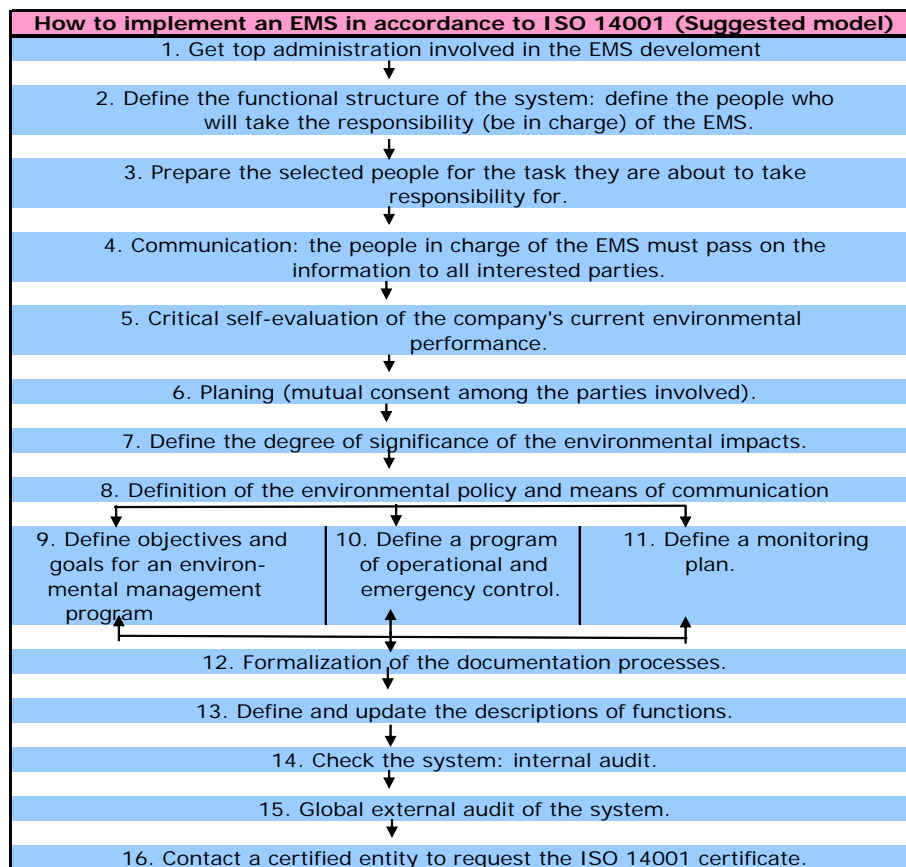 How to implement an EMS in accordance to ISO 14001 (Suggested model)
1. Get top administration involved in the EMS develoment
2. Define the functional structure of the system: define the people who
will take the responsibility (be in charge) of the EMS.
3. Prepare the selected people for the task they are about to take
responsibility for.
4. Communication: the people in charge of the EMS must pass on the
information to all interested parties.
5. Critical self-evaluation of the company's current environmental
performance.
6. Planing (mutual consent among the parties involved).
7. Define the degree of significance of the environmental impacts.
8. Definition of the environmental policy and means of communication
9. Define objectives and
goals for an environ-
mental management
program
10. Define a program
of operational and
emergency control.
11. Define a monitoring
plan.
12. Formalization of the documentation processes.
13. Define and update the descriptions of functions.
14. Check the system: internal audit.
15. Global external audit of the system.
16. Contact a certified entity to request the ISO 14001 certificate.